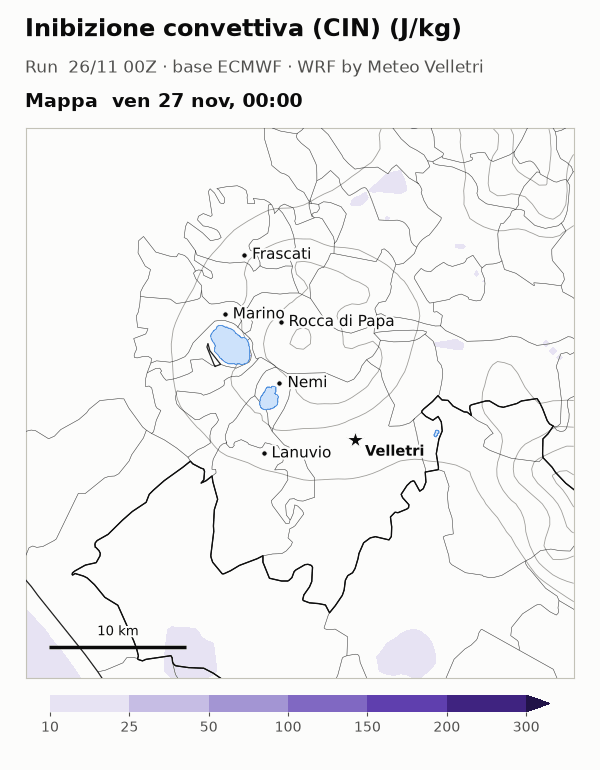 Inibizione convettiva (CIN) (J/kg)
Run  26/11 00Z · base ECMWF · WRF by Meteo Velletri
Mappa  ven 27 nov, 00:00
Frascati
Marino
Rocca di Papa
Nemi
Velletri
Lanuvio
10 km
10 25 50 100 150 200 300